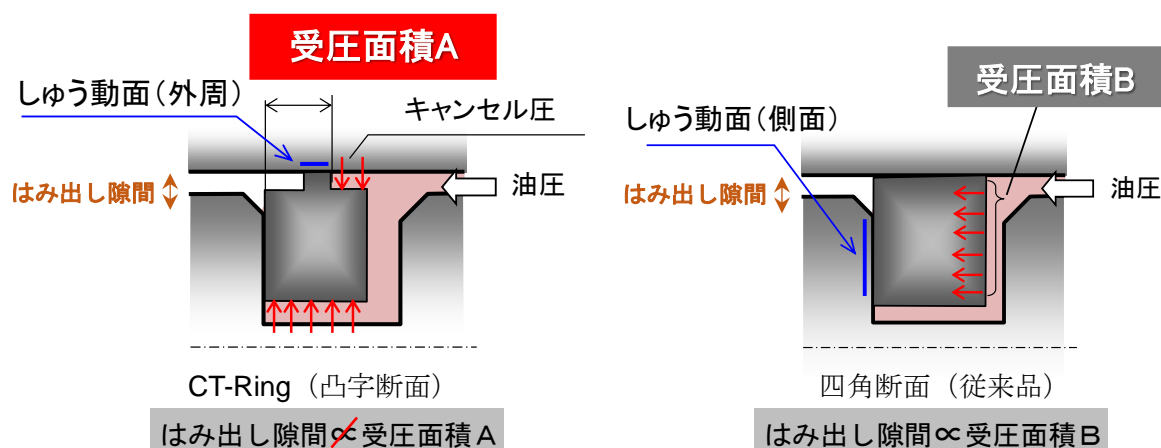 受圧面積A
しゅう動面（外周）
キャンセル圧
はみ出し隙間
油圧
CT-Ring（凸字断面）
はみ出し隙間∝受圧面積A
受圧面積B
しゅう動面（側面）
はみ出し隙間
油圧
四角断面（従来品）
はみ出し隙間∝受圧面積B